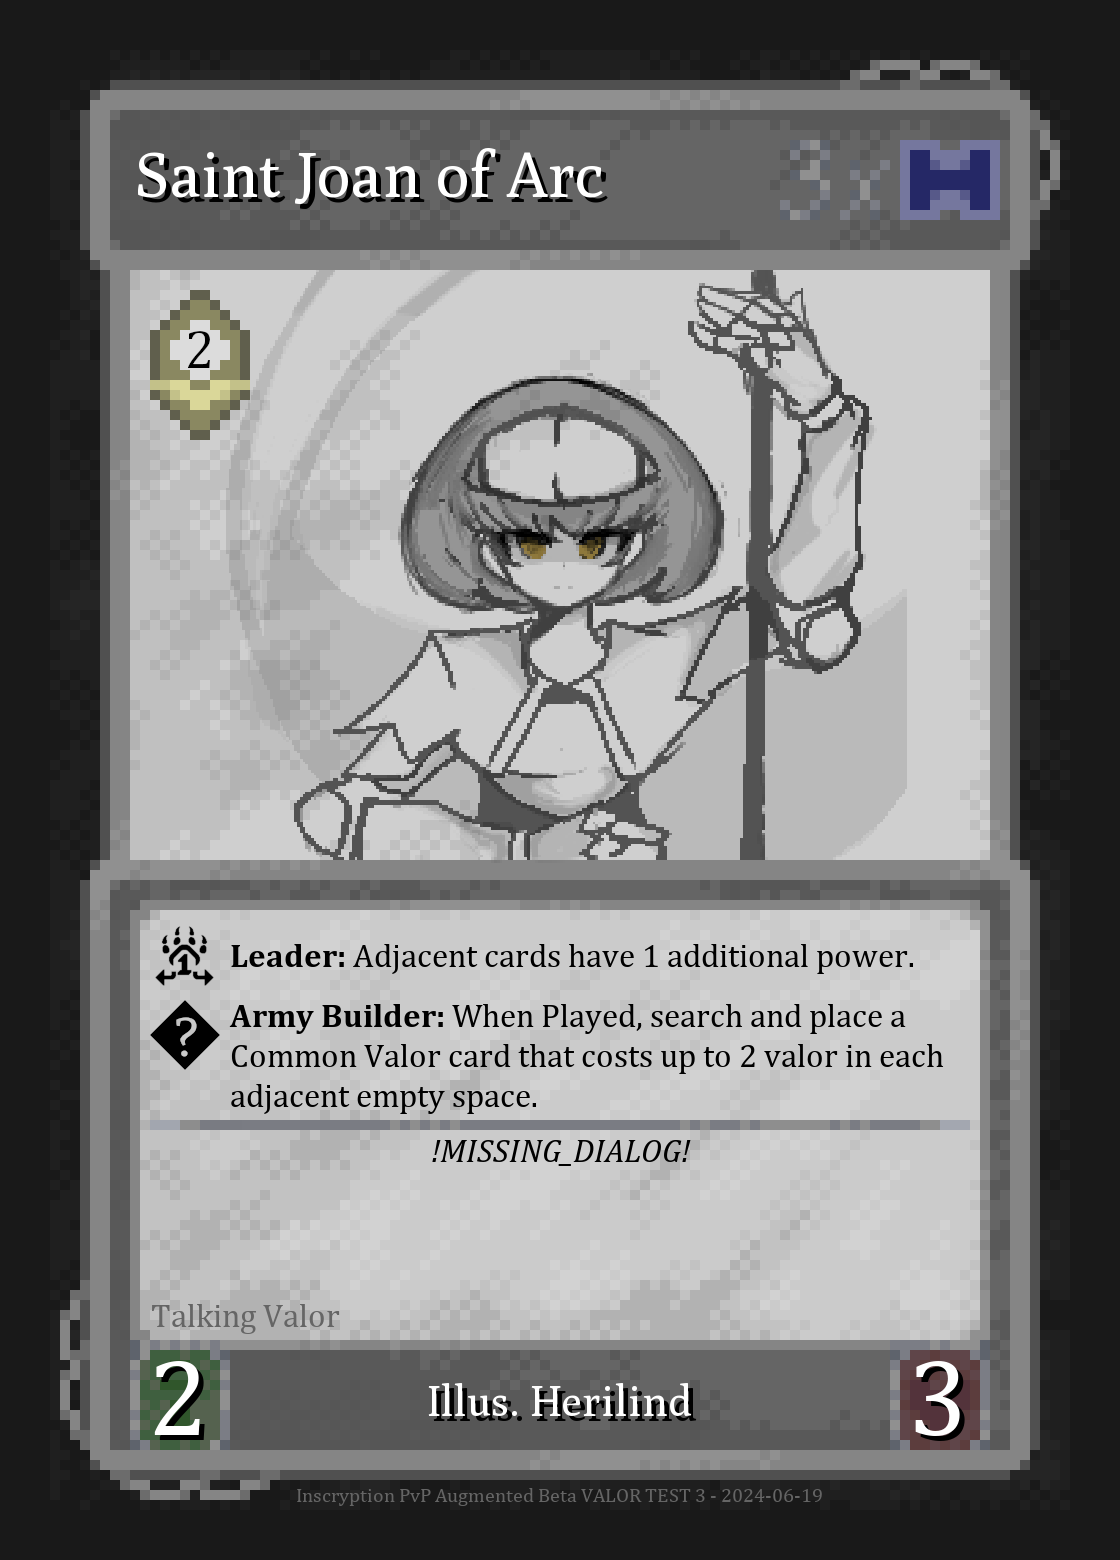 Saint Joan of Arc 3x
2
Leader: Adjacent cards have 1 additional power.
1
Army Builder: When Played, search and place a
?
Common Valor card that costs up to 2 valor in each
adjacent empty space.
!MISSING_DIALOG!
Talking Valor
2 Illus. Herilind 3
Inscryption PvP Augmented Beta VALOR TEST 3 - 2024-06-19